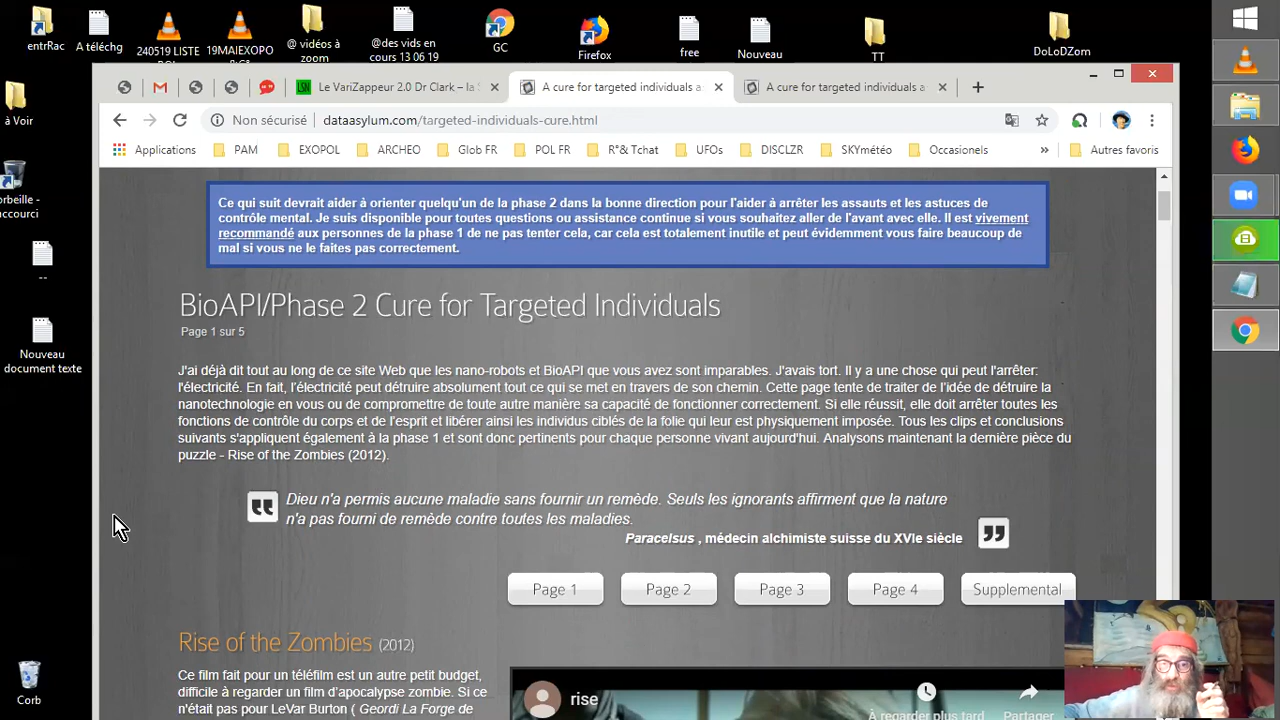 entrRac
A téléchg
240519 LISTE
19MAIEXPO
@ vidéos à
zoom
@des vids en
cours 13 06 19
GC
Firefox
free
Nouveau
TT
DoLoDZom
à Voir
Le VariZappeur 2.0 Dr Clark – la S
A cure for targeted individuals a
A cure for targeted individuals a
Non sécurisé
dataasylum.com/targeted-individuals-cure.html
Applications
PAM
EXOPOL
ARCHEO
Glob FR
POL FR
R°& Tchat
UFOs
DISCLZR
SKYmétéo
Occasionels
»
Autres favoris
orbeille -
ccourci
--
Nouveau
document texte
Corb
Ce qui suit devrait aider à orienter quelqu'un de la phase 2 dans la bonne direction pour l'aider à arrêter les assauts et les astuces de
contrôle mental. Je suis disponible pour toutes questions ou assistance continue si vous souhaitez aller de l'avant avec elle. Il est vivement
recommandé aux personnes de la phase 1 de ne pas tenter cela, car cela est totalement inutile et peut évidemment vous faire beaucoup de
mal si vous ne le faites pas correctement.
BioAPI/Phase 2 Cure for Targeted Individuals
Page 1 sur 5
J'ai déjà dit tout au long de ce site Web que les nano-robots et BioAPI que vous avez sont imparables. J'avais tort. Il y a une chose qui peut l'arrêter:
l'électricité. En fait, l'électricité peut détruire absolument tout ce qui se met en travers de son chemin. Cette page tente de traiter de l'idée de détruire la
nanotechnologie en vous ou de compromettre de toute autre manière sa capacité de fonctionner correctement. Si elle réussit, elle doit arrêter toutes les
fonctions de contrôle du corps et de l'esprit et libérer ainsi les individus ciblés de la folie qui leur est physiquement imposée. Tous les clips et conclusions
suivants s'appliquent également à la phase 1 et sont donc pertinents pour chaque personne vivant aujourd'hui. Analysons maintenant la dernière pièce du
puzzle - Rise of the Zombies (2012).
Dieu n'a permis aucune maladie sans fournir un remède. Seuls les ignorants affirment que la nature
n'a pas fourni de remède contre toutes les maladies.
Paracelsus , médecin alchimiste suisse du XVIe siècle
Page 1
Page 2
Page 3
Page 4
Supplemental
Rise of the Zombies (2012)
Ce film fait pour un téléfilm est un autre petit budget,
difficile à regarder un film d'apocalypse zombie. Si ce
n'était pas pour LeVar Burton ( Geordi La Forge de
rise
À regarder plus tard
Partager